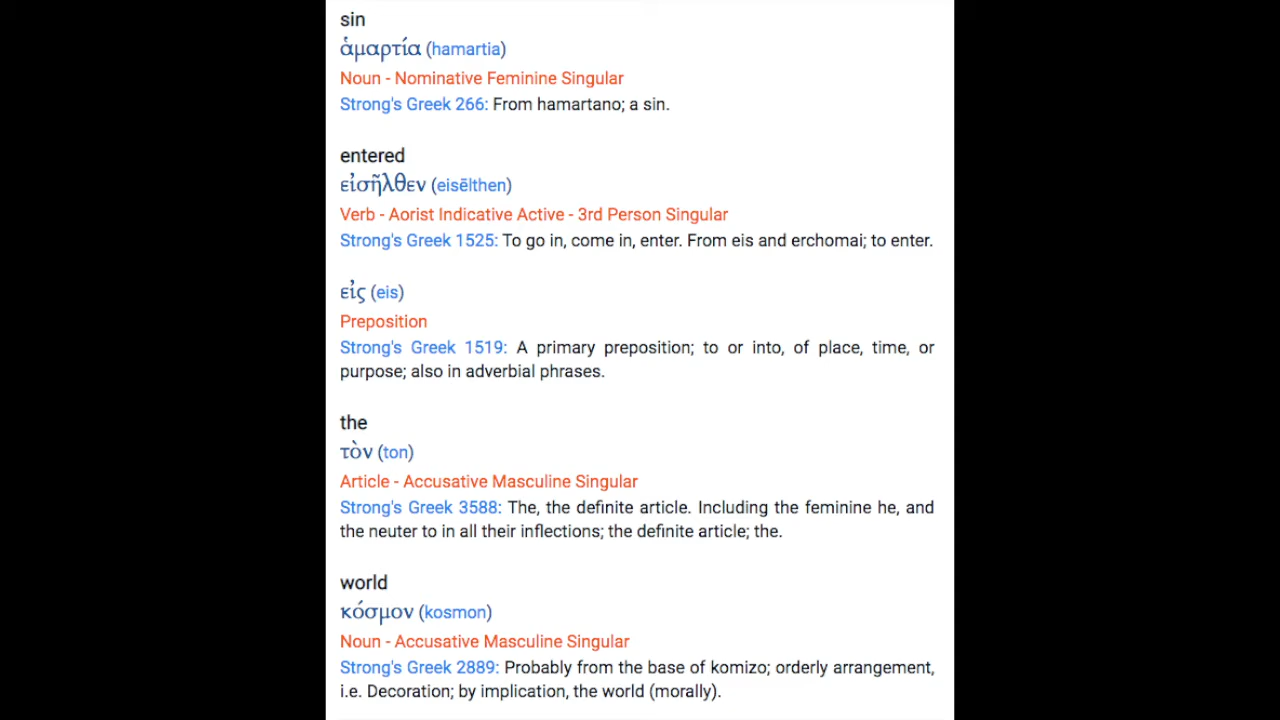 sin
ἁμαρτία (hamartia)
Noun - Nominative Feminine Singular
Strong's Greek 266: From hamartano; a sin.
entered
εἰσῆλθεν (eisēlthen)
Verb - Aorist Indicative Active - 3rd Person Singular
Strong's Greek 1525: To go in, come in, enter. From eis and erchomai; to enter.
εἰς (eis)
Preposition
Strong's Greek 1519: A primary preposition; to or into, of place, time, or
purpose; also in adverbial phrases.
the
τὸν (ton)
Article - Accusative Masculine Singular
Strong's Greek 3588: The, the definite article. Including the feminine he, and
the neuter to in all their inflections; the definite article; the.
world
κόσμον (kosmon)
Noun - Accusative Masculine Singular
Strong's Greek 2889: Probably from the base of komizo; orderly arrangement,
i.e. Decoration; by implication, the world (morally).